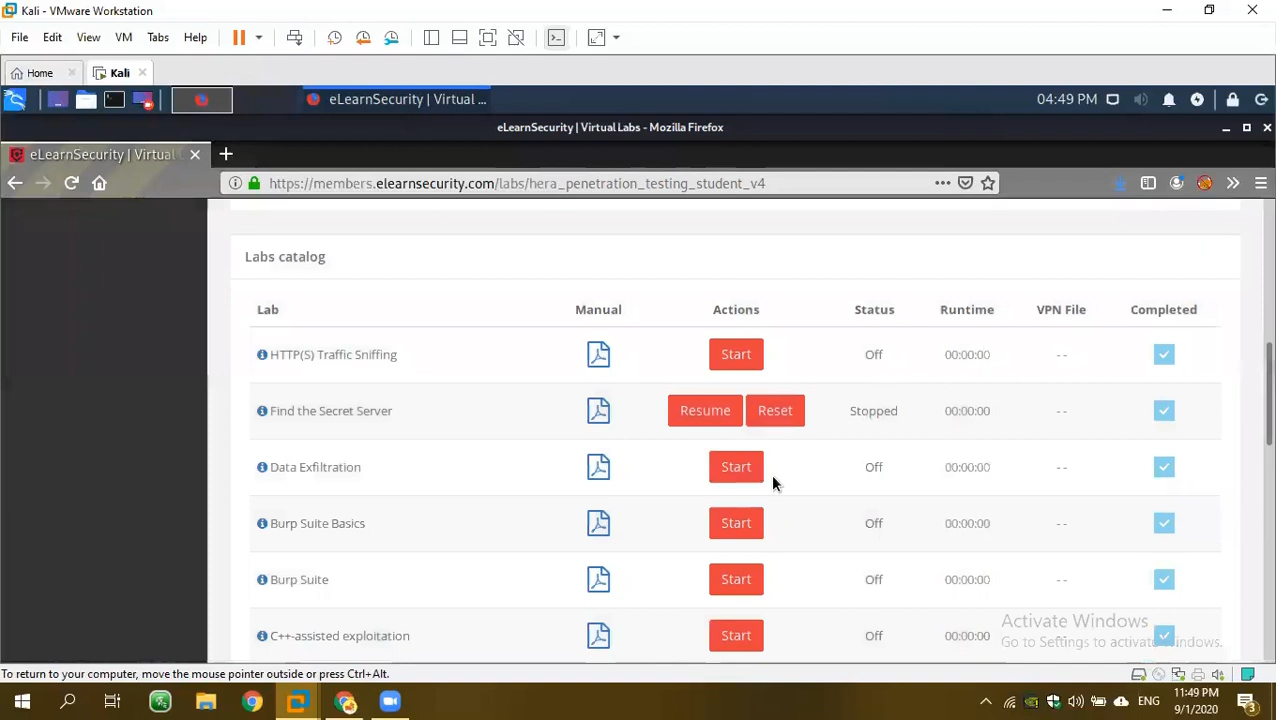 Kali - VMware Workstation
File Edit View VM Tabs Help
Home Kali
eLearnSecurity | Virtual ... 04:49 PM
eLearnSecurity | Virtual Labs - Mozilla Firefox
eLearnSecurity | Virtual
https://members.elearnsecurity.com/labs/hera_penetration_testing_student_v4
Labs catalog
Lab Manual Actions Status Runtime VPN File Completed
HTTP(S) Traffic Sniffing Start Off 00:00:00 - -
Find the Secret Server Resume Reset Stopped 00:00:00 - -
Data Exfiltration Start Off 00:00:00 - -
Burp Suite Basics Start Off 00:00:00 - -
Burp Suite Start Off 00:00:00 - -
C++-assisted exploitation Start Off 00:00:00 - -
Activate Windows
Go to Settings to activate Windows.
To return to your computer, move the mouse pointer outside or press Ctrl+Alt.
ENG 11:49 PM
9/1/2020 3